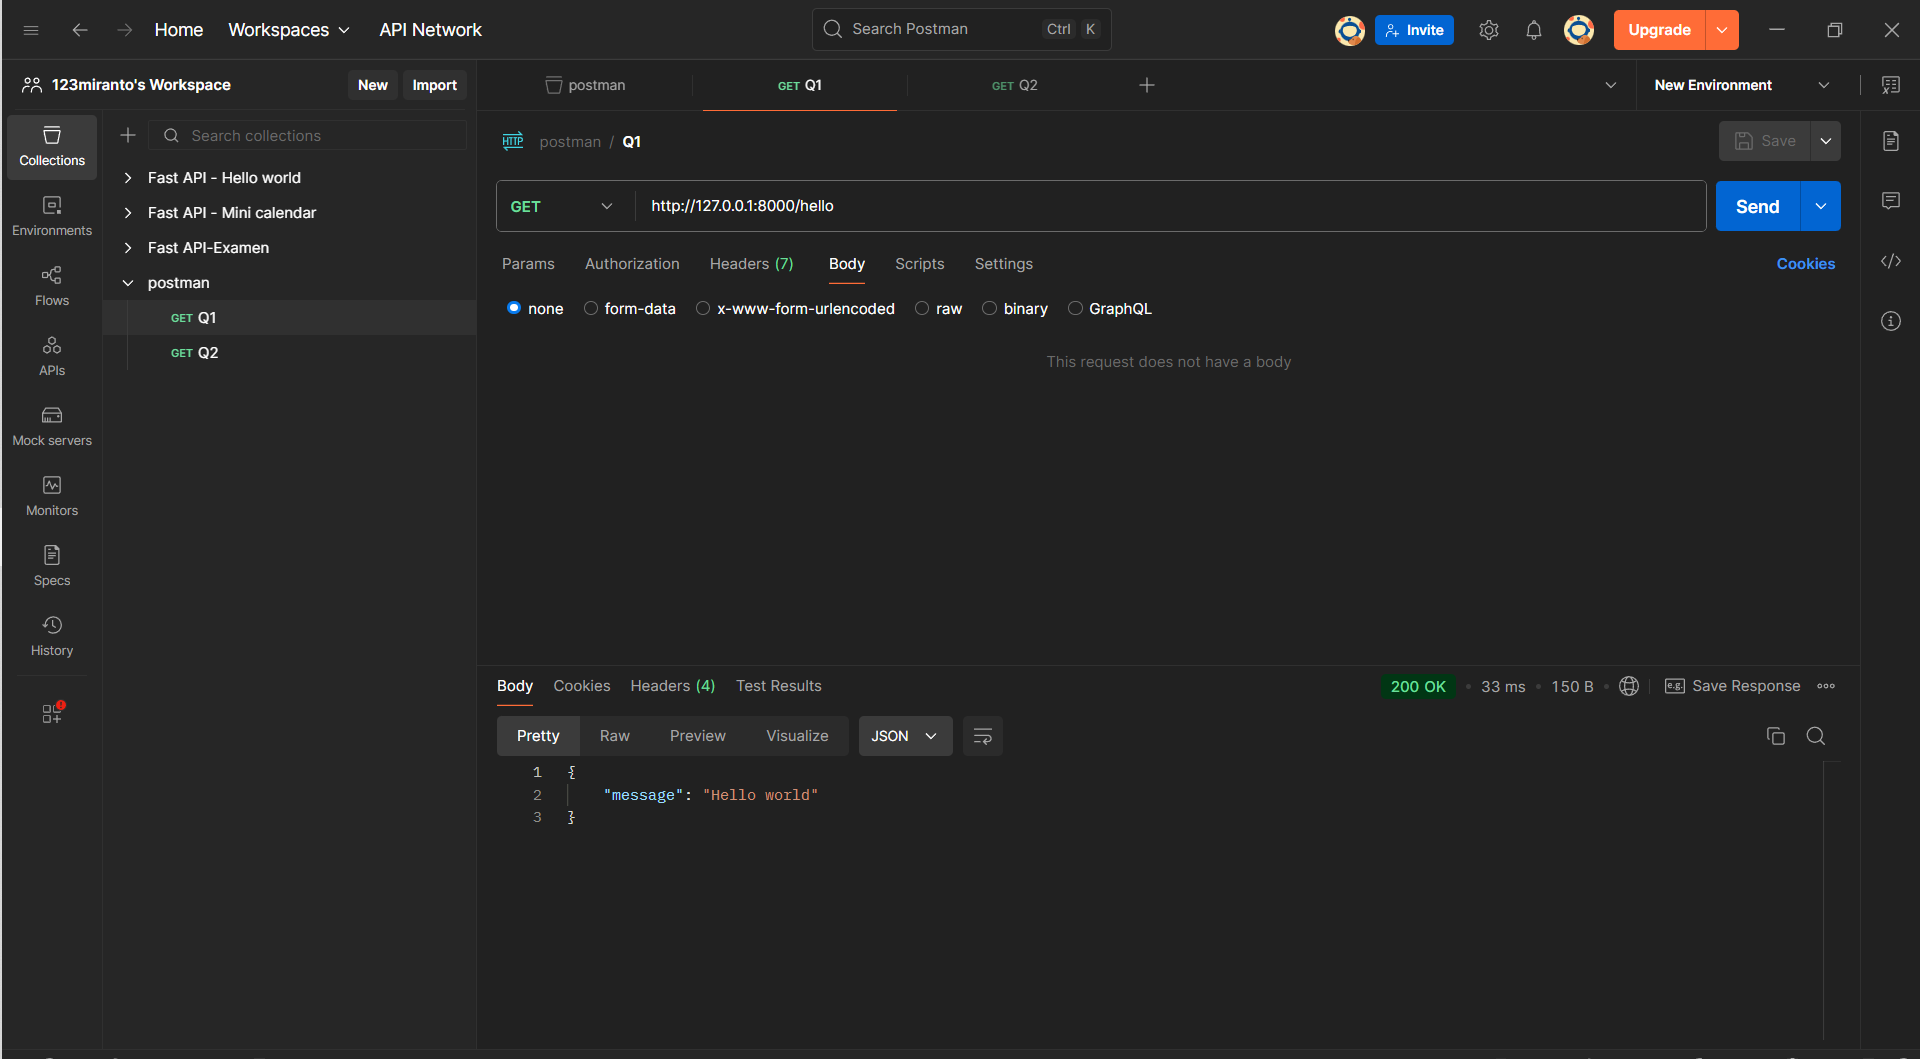 Home Workspaces API Network Search Postman Ctrl K Invite Upgrade
123miranto's Workspace New Import postman GET Q1 GET Q2 New Environment
Collections
Environments
Flows
APIs
Mock servers
Monitors
Specs
History
Search collections
Fast API - Hello world
Fast API - Mini calendar
Fast API-Examen
postman
GET Q1
GET Q2
HTTP postman / Q1 Save
GET http://127.0.0.1:8000/hello Send
Params Authorization Headers (7) Body Scripts Settings Cookies
none form-data x-www-form-urlencoded raw binary GraphQL
This request does not have a body
Body Cookies Headers (4) Test Results 200 OK • 33 ms • 150 B • e.g. Save Response
Pretty Raw Preview Visualize JSON
1 {
2 "message": "Hello world"
3 }